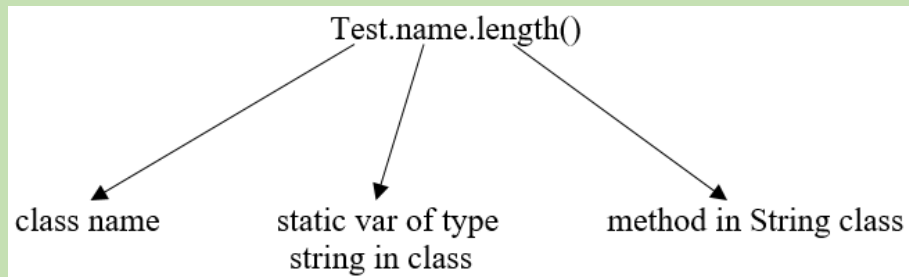 Test.name.length()
class name
static var of type
string in class
method in String class